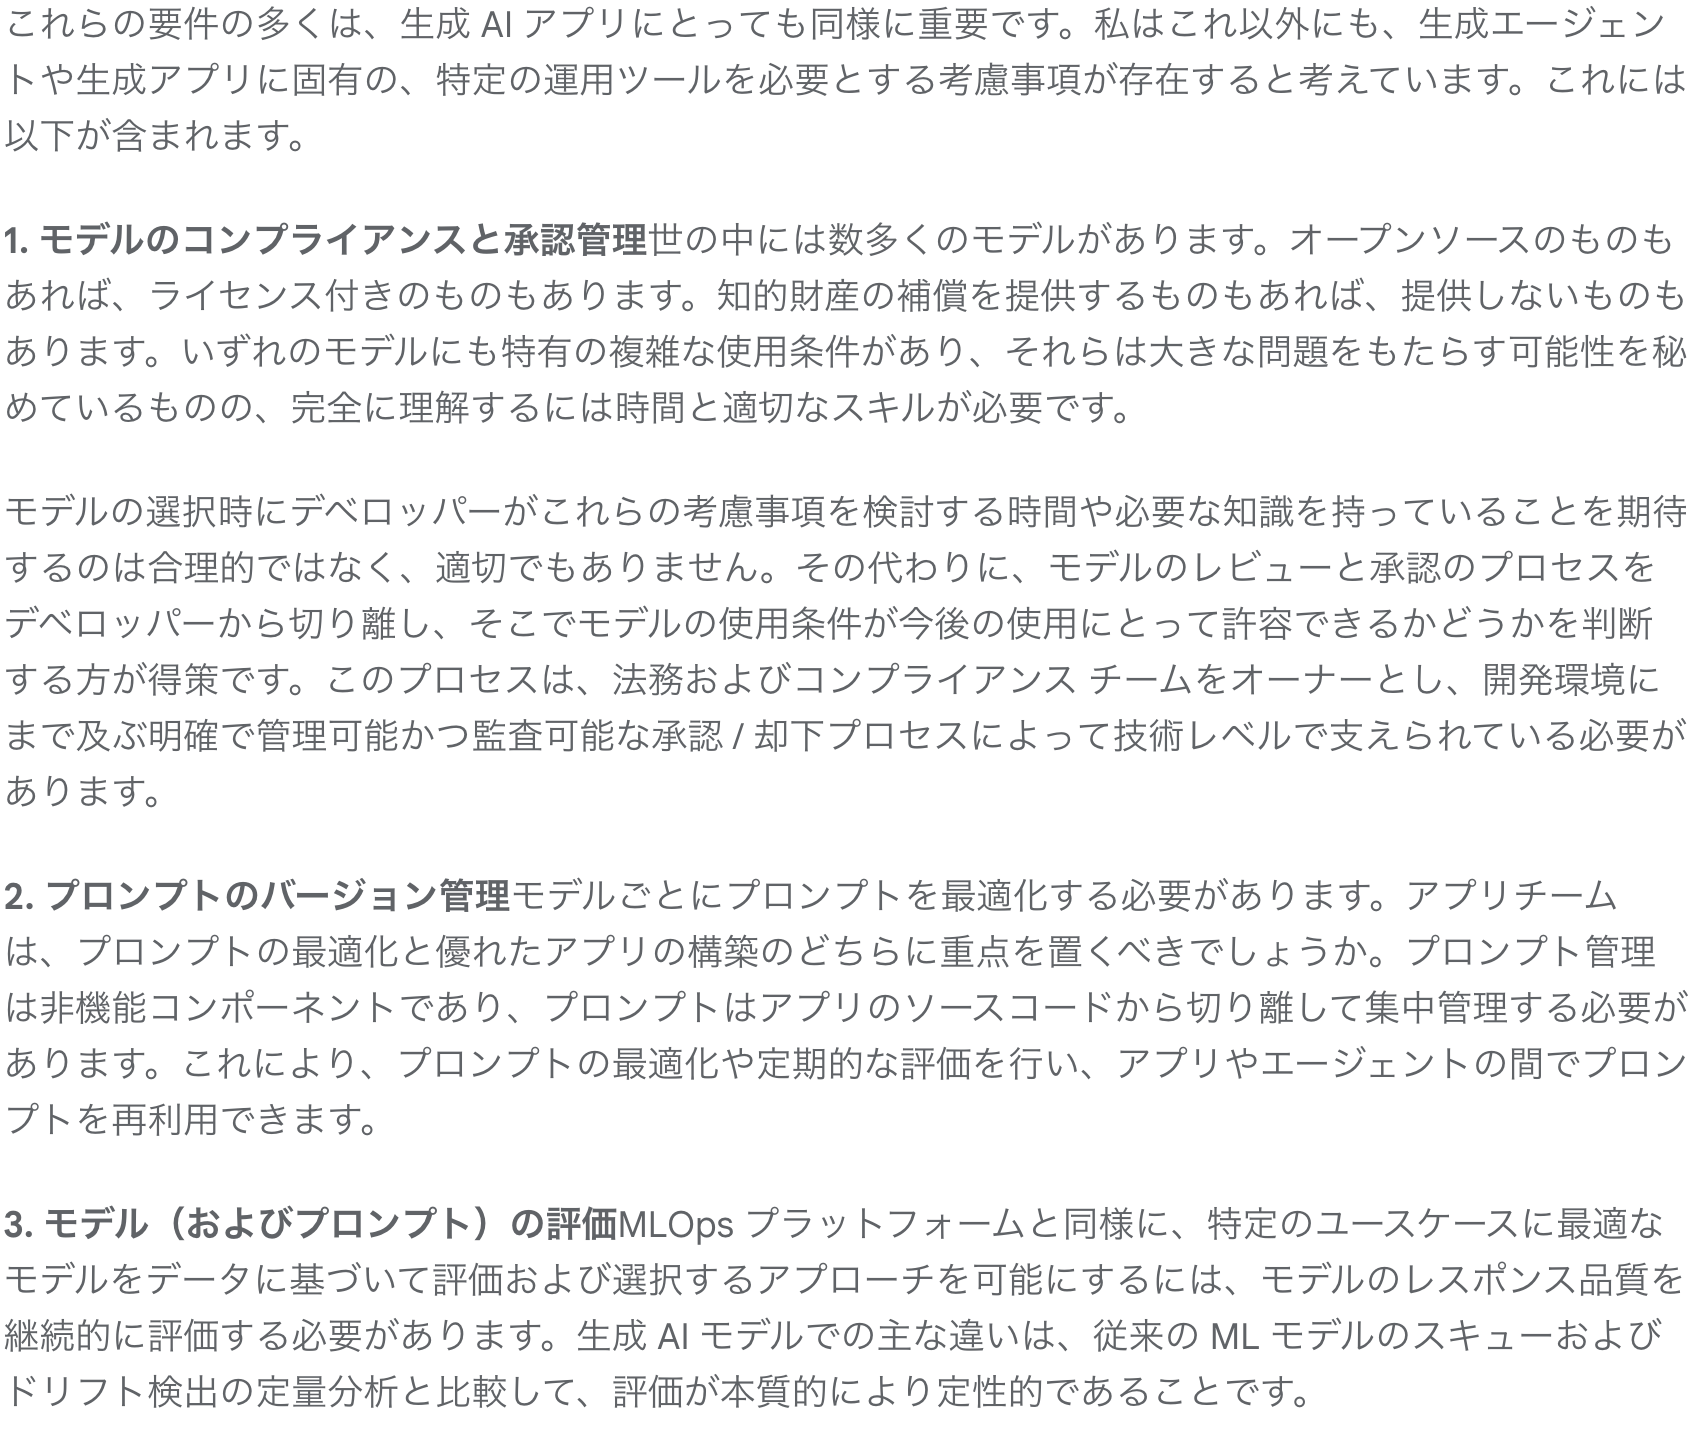 これらの要件の多くは、生成 AI アプリにとっても同様に重要です。私はこれ以外にも、生成エージェン
トや生成アプリに固有の、特定の運用ツールを必要とする考慮事項が存在すると考えています。これには
以下が含まれます。
1. モデルのコンプライアンスと承認管理世の中には数多くのモデルがあります。オープンソースのものも
あれば、ライセンス付きのものもあります。知的財産の補償を提供するものもあれば、提供しないものも
あります。いずれのモデルにも特有の複雑な使用条件があり、それらは大きな問題をもたらす可能性を秘
めているものの、完全に理解するには時間と適切なスキルが必要です。
モデルの選択時にデベロッパーがこれらの考慮事項を検討する時間や必要な知識を持っていることを期待
するのは合理的ではなく、適切でもありません。その代わりに、モデルのレビューと承認のプロセスを
デベロッパーから切り離し、そこでモデルの使用条件が今後の使用にとって許容できるかどうかを判断
する方が得策です。このプロセスは、法務およびコンプライアンス チームをオーナーとし、開発環境に
まで及ぶ明確で管理可能かつ監査可能な承認 / 却下プロセスによって技術レベルで支えられている必要が
あります。
2. プロンプトのバージョン管理モデルごとにプロンプトを最適化する必要があります。アプリチーム
は、プロンプトの最適化と優れたアプリの構築のどちらに重点を置くべきでしょうか。プロンプト管理
は非機能コンポーネントであり、プロンプトはアプリのソースコードから切り離して集中管理する必要が
あります。これにより、プロンプトの最適化や定期的な評価を行い、アプリやエージェントの間でプロン
プトを再利用できます。
3. モデル（およびプロンプト）の評価MLOps プラットフォームと同様に、特定のユースケースに最適な
モデルをデータに基づいて評価および選択するアプローチを可能にするには、モデルのレスポンス品質を
継続的に評価する必要があります。生成 AI モデルでの主な違いは、従来の ML モデルのスキューおよび
ドリフト検出の定量分析と比較して、評価が本質的により定性的であることです。